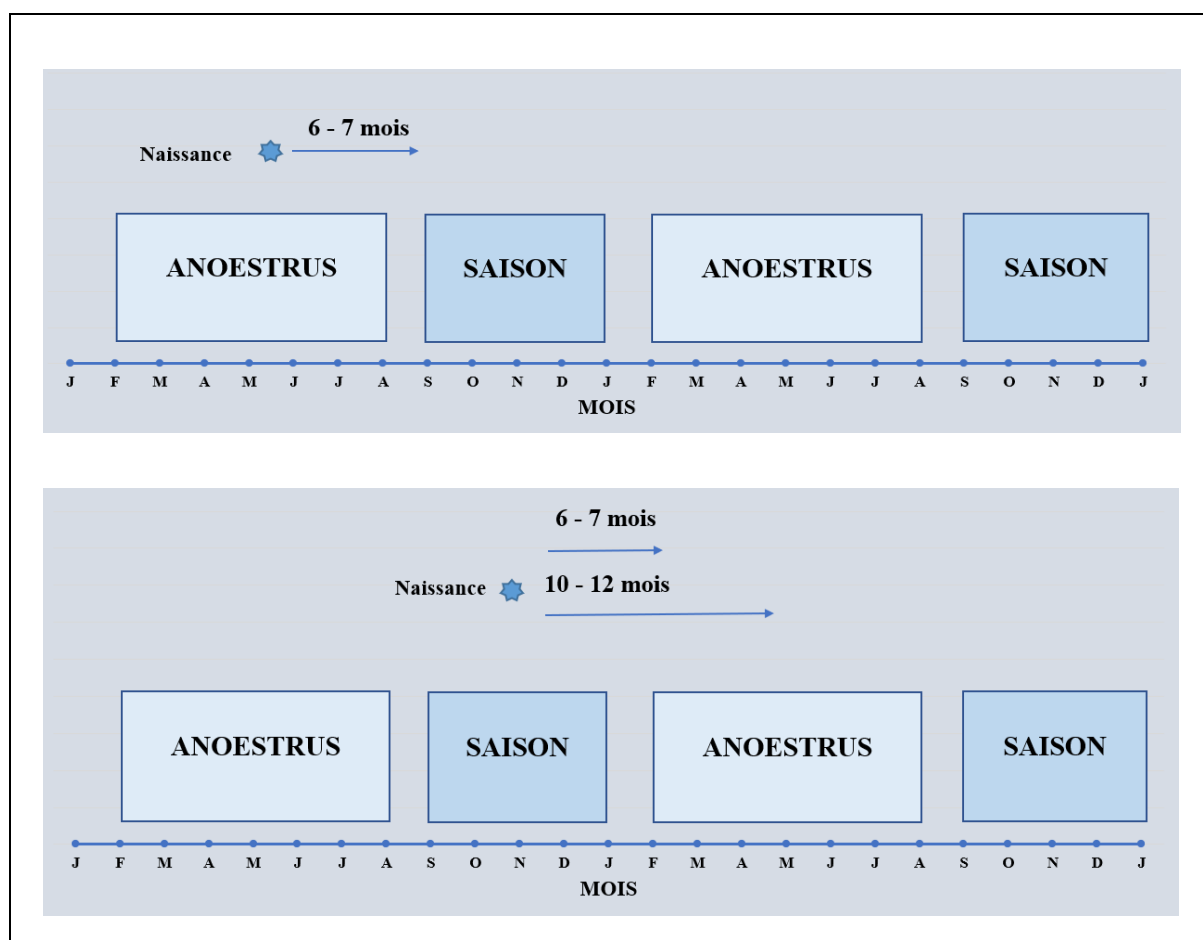 6 - 7 mois
Naissance
ANOESTRUS SAISON ANOESTRUS SAISON
J F M A M J J A S O N D J F M A M J J A S O N D J
MOIS
6 - 7 mois
Naissance 10 - 12 mois
ANOESTRUS SAISON ANOESTRUS SAISON
J F M A M J J A S O N D J F M A M J J A S O N D J
MOIS